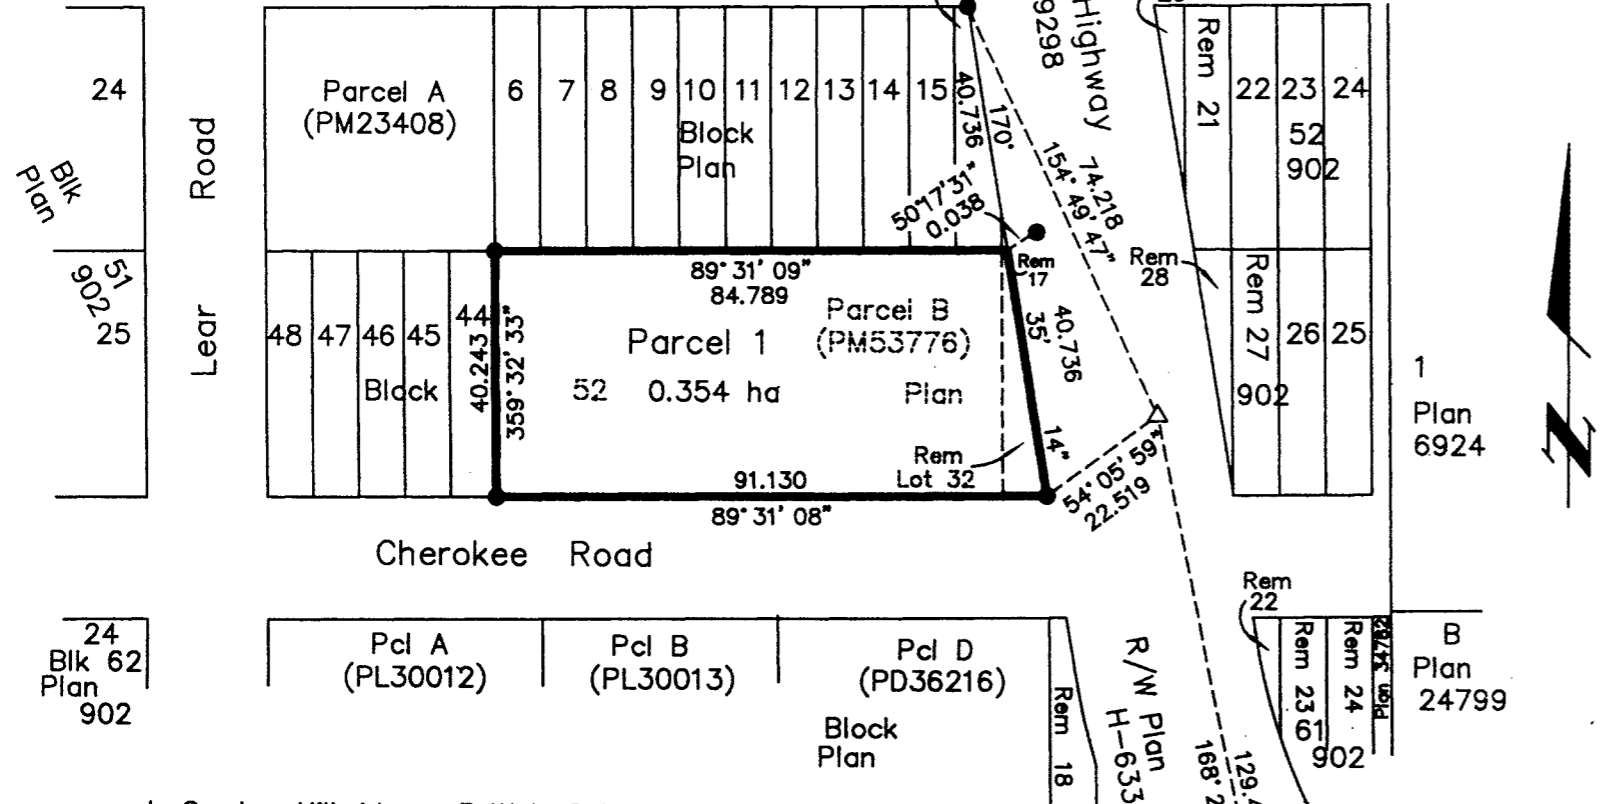 24
Parcel A
(PM23408)
6 7 8 9 10 11 12 13 14 15
Block
Plan
Road
Lear
Blk
Plan
51
902
25
40.736
170°
9298
Highway
74.218
154° 49' 47"
50°17'31"
0.038
Rem 21
22 23 24
52
902
Rem
28
Rem 27
26 25
902
1
Plan
6924
48 47 46 45 44
Block
40.243
359° 32' 33"
89° 31' 09"
84.789
Rem
17
Parcel B
(PM53776)
Parcel 1
52 0.354 ha
Plan
35'
40.736
14"
Rem
Lot 32
91.130
89° 31' 08"
54° 05' 59"
22.519
N
Cherokee Road
24
Blk 62
Plan
902
Pcl A
(PL30012)
Pcl B
(PL30013)
Pcl D
(PD36216)
Block
Plan
Rem 18
R/W Plan
H-633
Rem
22
Rem 23
Rem 24
61
902
B
Plan
24799